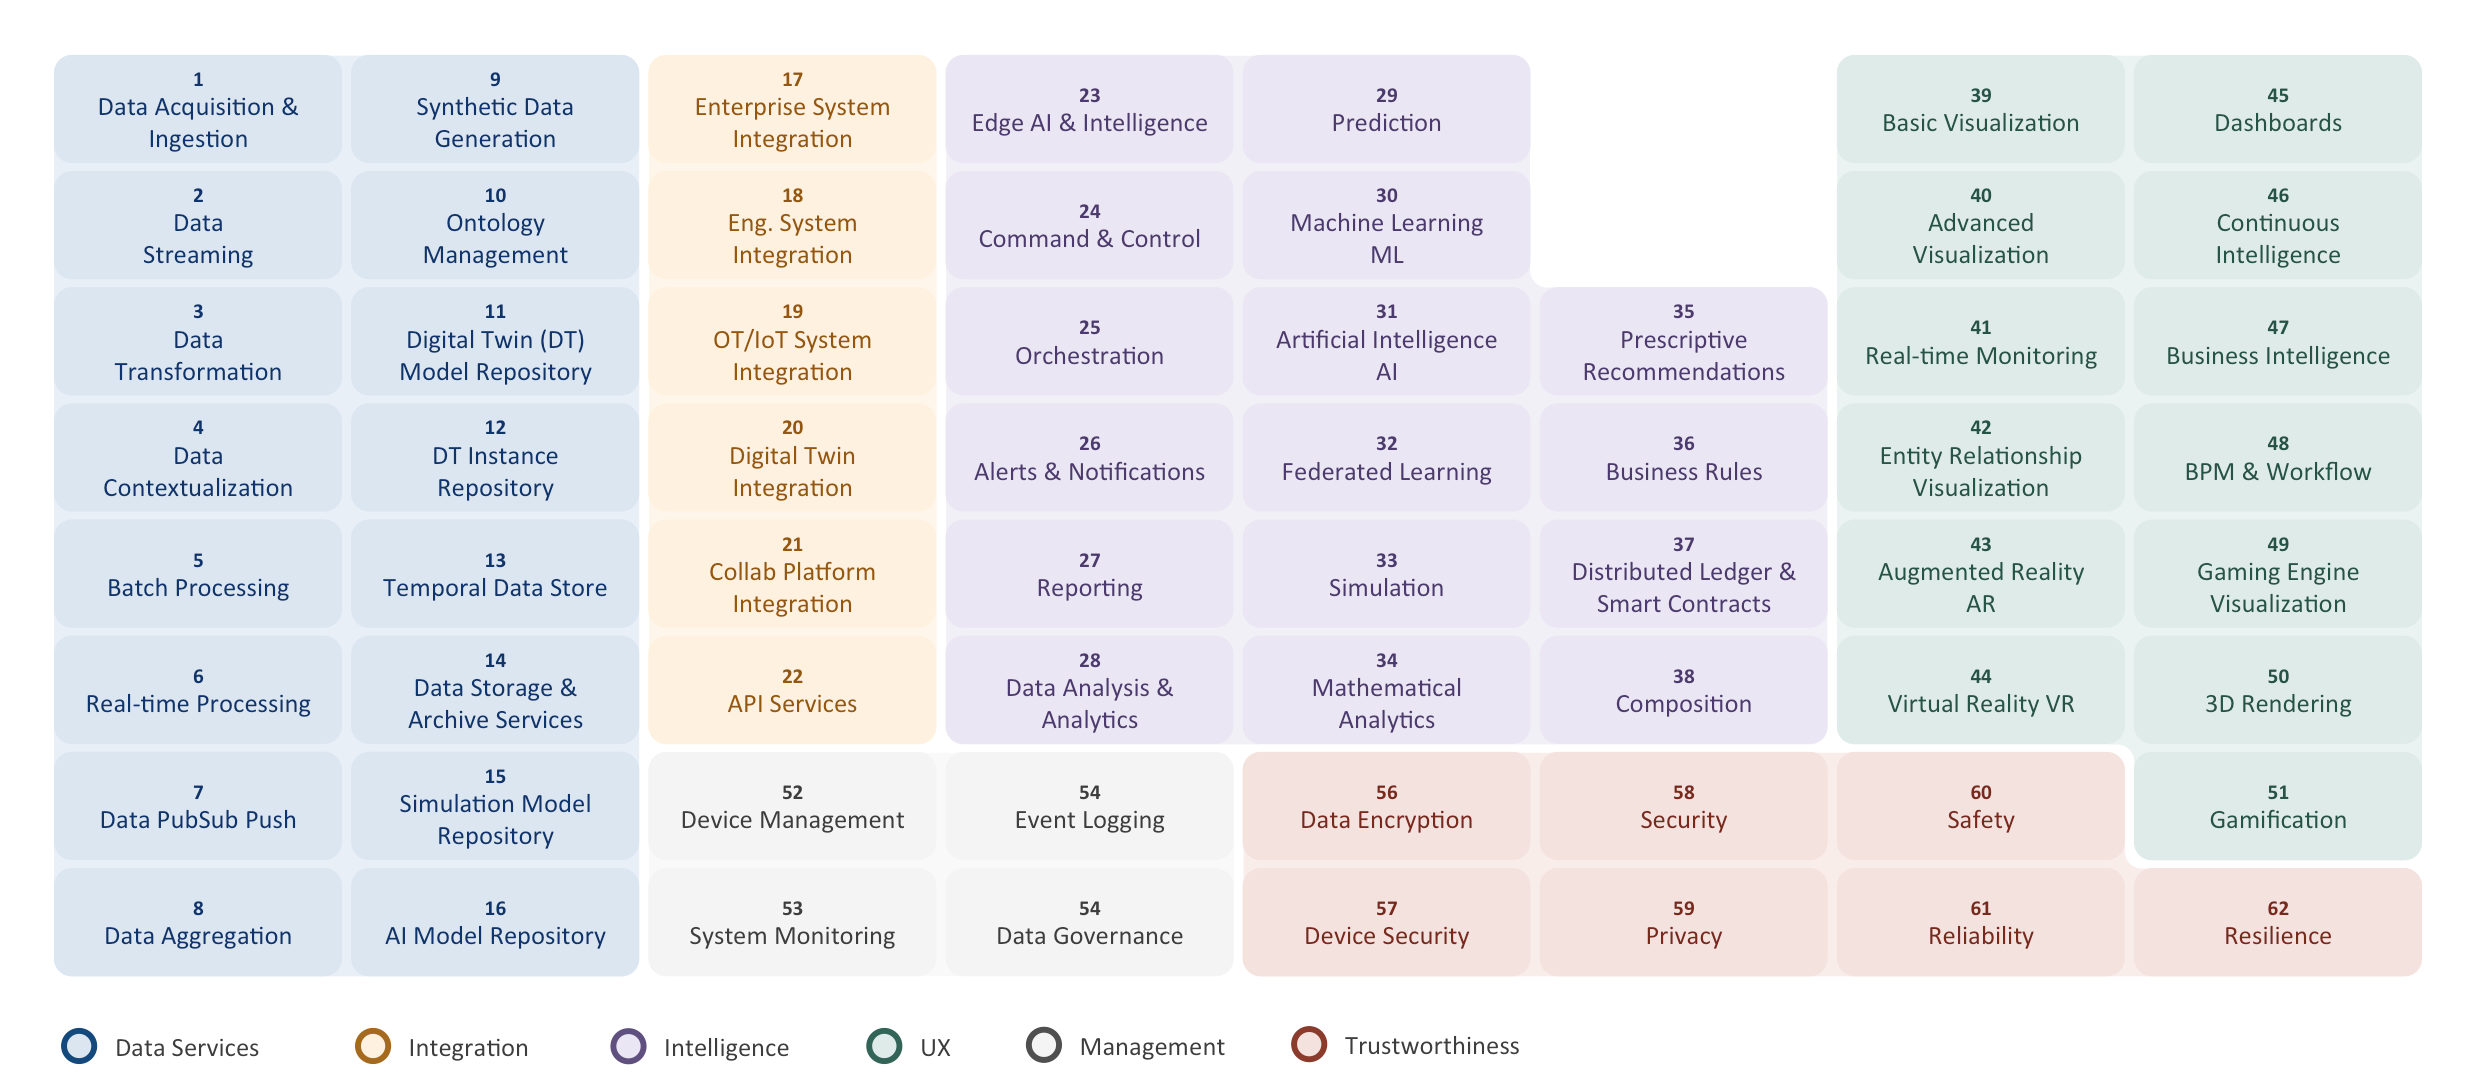 1
Data Acquisition &
Ingestion
2
Data
Streaming
3
Data
Transformation
4
Data
Contextualization
5
Batch Processing
6
Real-time Processing
7
Data PubSub Push
8
Data Aggregation
9
Synthetic Data
Generation
10
Ontology
Management
11
Digital Twin (DT)
Model Repository
12
DT Instance
Repository
13
Temporal Data Store
14
Data Storage &
Archive Services
15
Simulation Model
Repository
16
AI Model Repository
17
Enterprise System
Integration
18
Eng. System
Integration
19
OT/IoT System
Integration
20
Digital Twin
Integration
21
Collab Platform
Integration
22
API Services
23
Edge AI & Intelligence
24
Command & Control
25
Orchestration
26
Alerts & Notifications
27
Reporting
28
Data Analysis &
Analytics
29
Prediction
30
Machine Learning
ML
31
Artificial Intelligence
AI
32
Federated Learning
33
Simulation
34
Mathematical
Analytics
35
Prescriptive
Recommendations
36
Business Rules
37
Distributed Ledger &
Smart Contracts
38
Composition
39
Basic Visualization
40
Advanced
Visualization
41
Real-time Monitoring
42
Entity Relationship
Visualization
43
Augmented Reality
AR
44
Virtual Reality VR
45
Dashboards
46
Continuous
Intelligence
47
Business Intelligence
48
BPM & Workflow
49
Gaming Engine
Visualization
50
3D Rendering
51
Gamification
52
Device Management
53
System Monitoring
54
Event Logging
54
Data Governance
56
Data Encryption
57
Device Security
58
Security
59
Privacy
60
Safety
61
Reliability
62
Resilience
Data Services
Integration
Intelligence
UX
Management
Trustworthiness